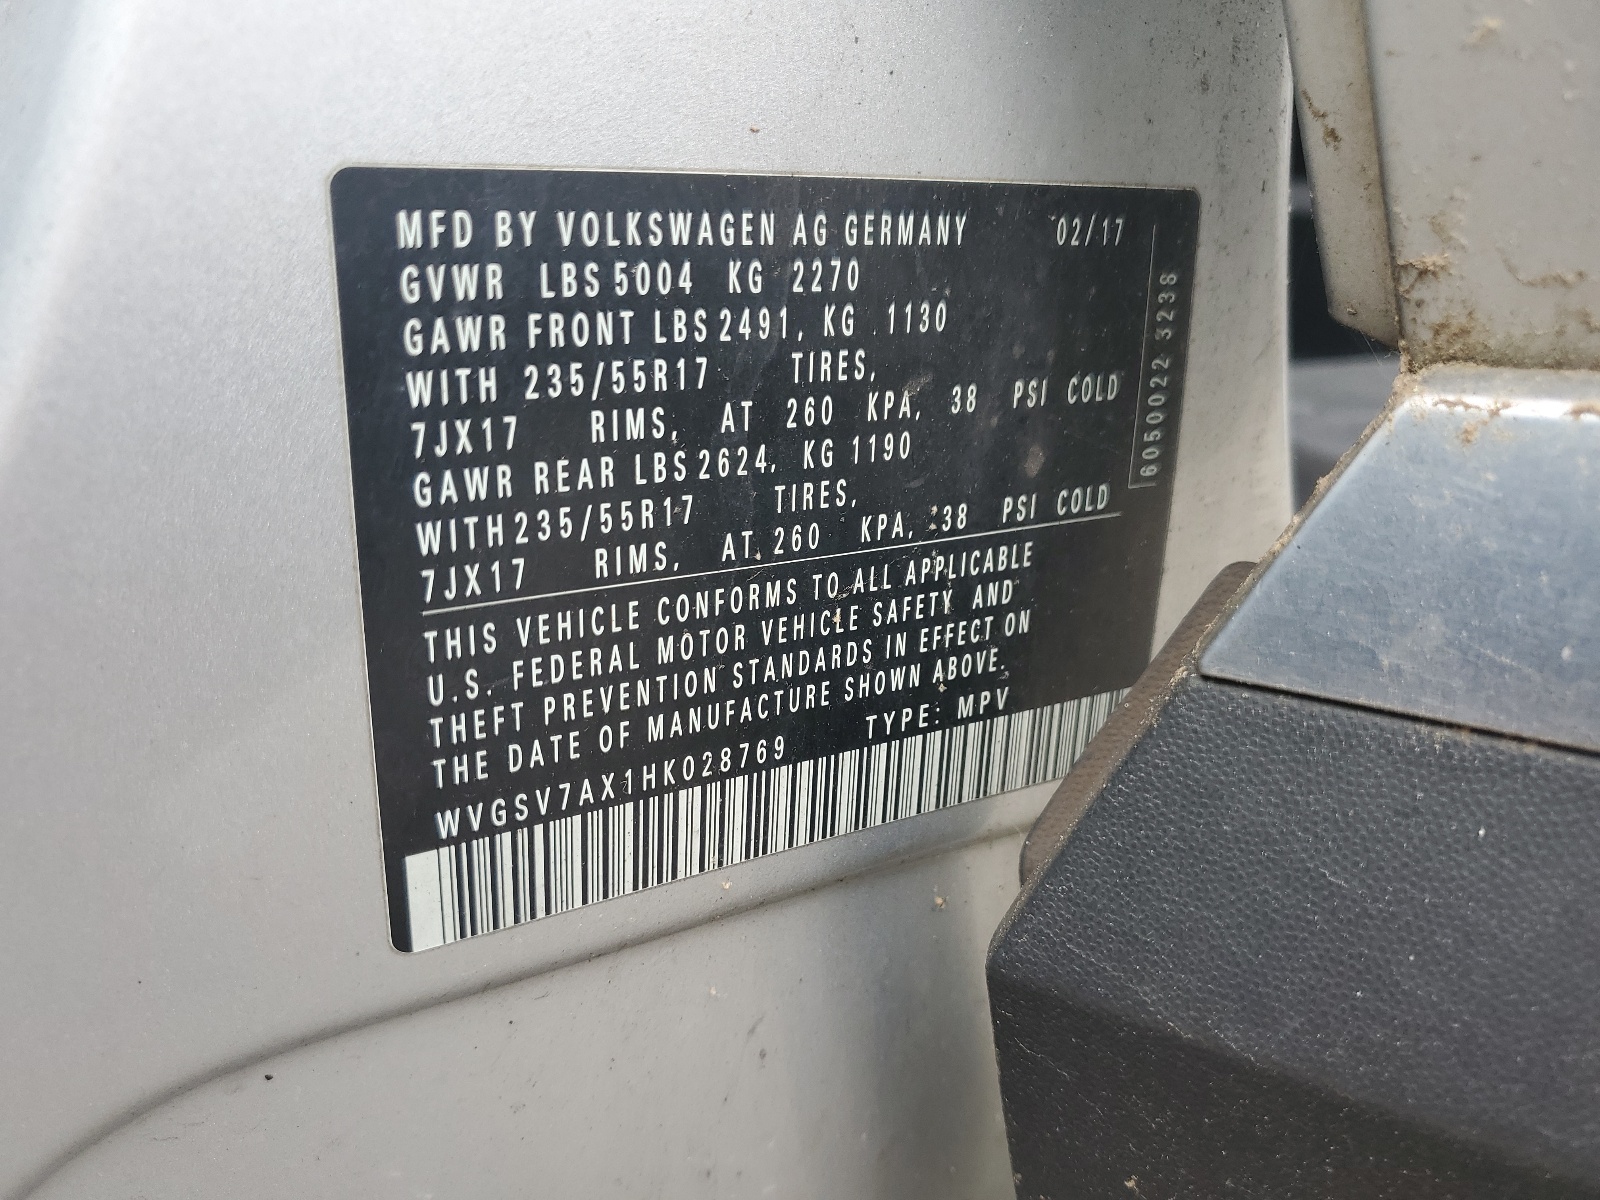 MFD BY VOLKSWAGEN AG GERMANY 02/17
GVWR LBS 5004 KG 2270
GAWR FRONT LBS 2491, KG 1130
WITH 235/55R17 TIRES,
7JX17 RIMS, AT 260 KPA, 38 PSI COLD
GAWR REAR LBS 2624, KG 1190
WITH 235/55R17 TIRES,
7JX17 RIMS, AT 260 KPA, 38 PSI COLD
THIS VEHICLE CONFORMS TO ALL APPLICABLE
U.S. FEDERAL MOTOR VEHICLE SAFETY AND
THEFT PREVENTION STANDARDS IN EFFECT ON
THE DATE OF MANUFACTURE SHOWN ABOVE.
WVGSV7AX1HK028769 TYPE: MPV
6050022 3238